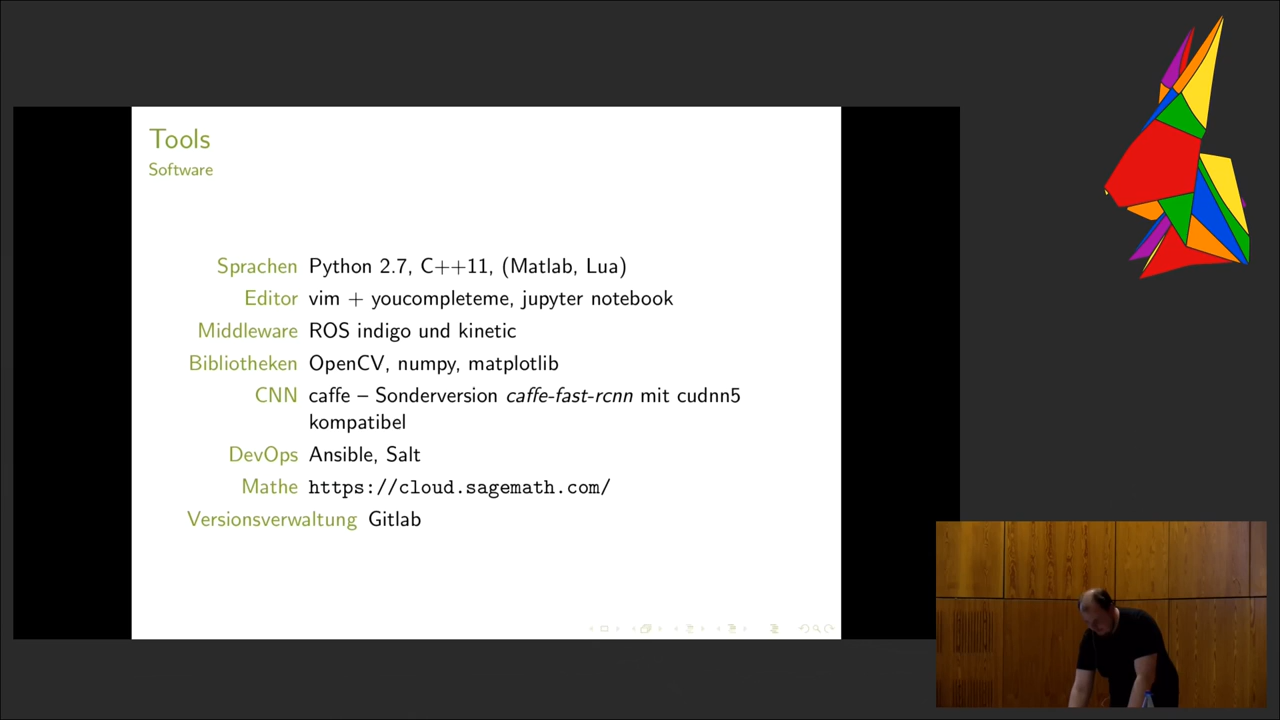 Tools
Software
Sprachen Python 2.7, C++11, (Matlab, Lua)
Editor vim + youcompleteme, jupyter notebook
Middleware ROS indigo und kinetic
Bibliotheken OpenCV, numpy, matplotlib
CNN caffe – Sonderversion caffe-fast-rcnn mit cudnn5
kompatibel
DevOps Ansible, Salt
Mathe https://cloud.sagemath.com/
Versionsverwaltung Gitlab